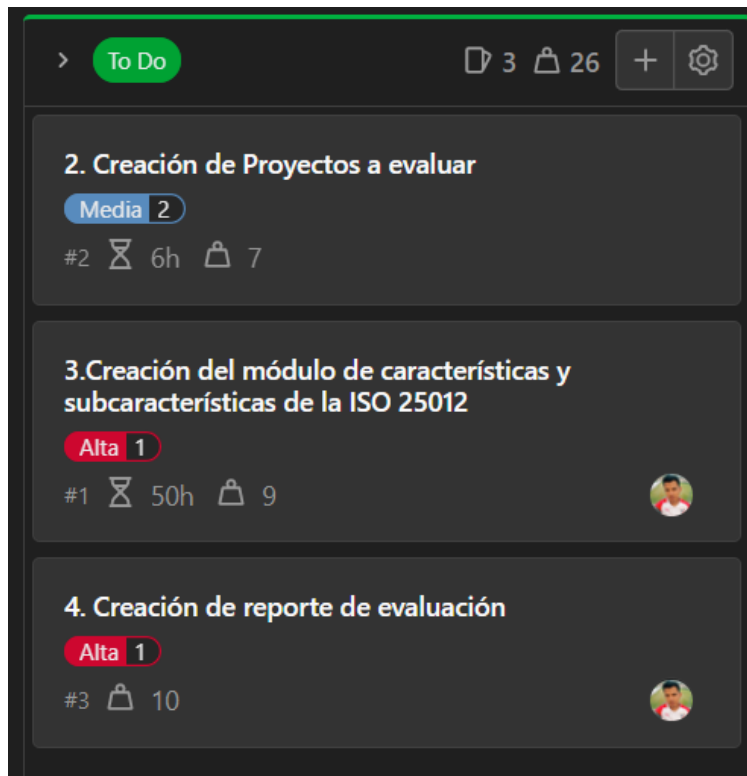 To Do 3 26
2. Creación de Proyectos a evaluar
Media 2
#2 6h 7
3.Creación del módulo de características y
subcaracterísticas de la ISO 25012
Alta 1
#1 50h 9
4. Creación de reporte de evaluación
Alta 1
#3 10